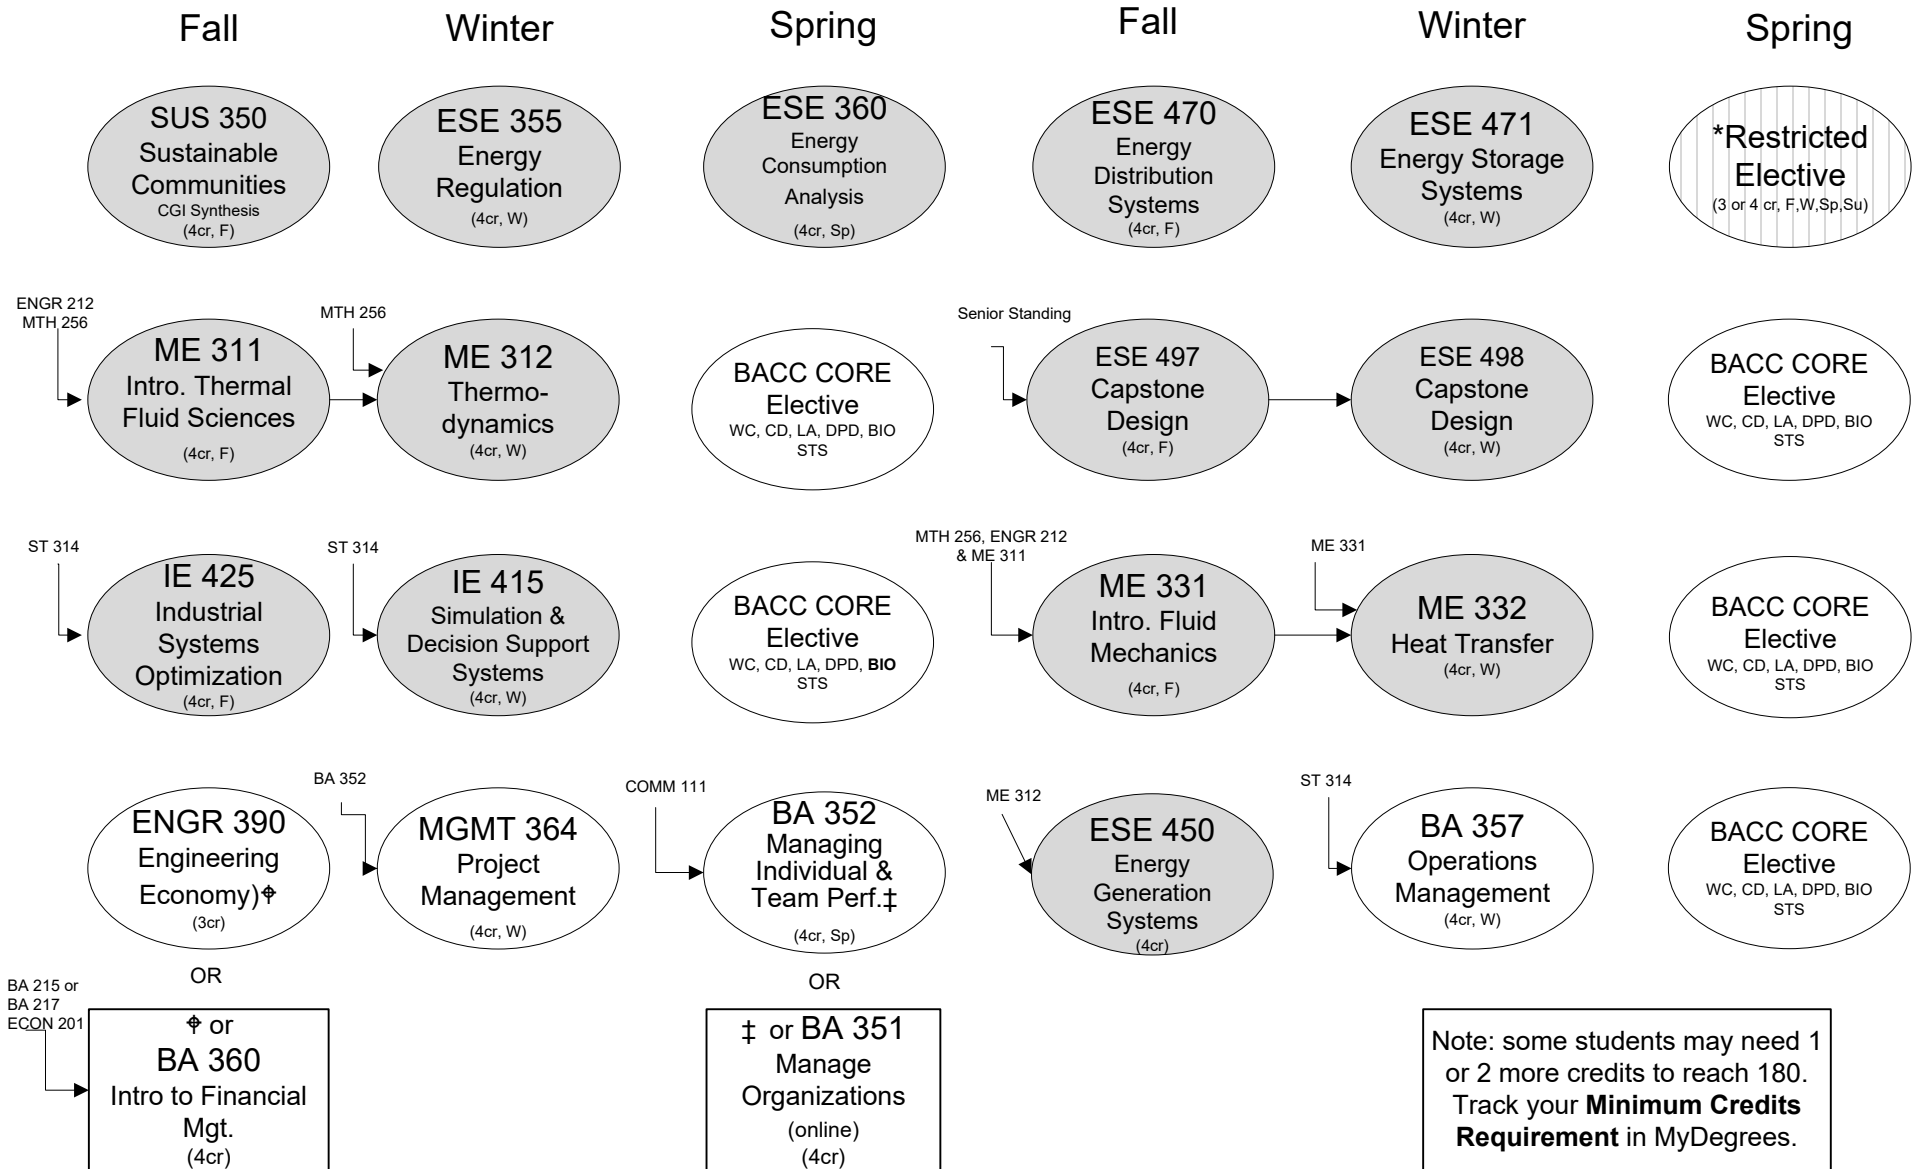 Fall
Winter
Spring
Fall
Winter
Spring
SUS 350
Sustainable
Communities
CGI Synthesis
(4cr, F)
ESE 355
Energy
Regulation
(4cr, W)
ESE 360
Energy
Consumption
Analysis
(4cr, Sp)
ESE 470
Energy
Distribution
Systems
(4cr, F)
ESE 471
Energy Storage
Systems
(4cr, W)
*Restricted
Elective
(3 or 4 cr, F,W,Sp,Su)
ENGR 212
MTH 256
ME 311
Intro. Thermal
Fluid Sciences
(4cr, F)
MTH 256
ME 312
Thermo-
dynamics
(4cr, W)
BACC CORE
Elective
WC, CD, LA, DPD, BIO
STS
Senior Standing
ESE 497
Capstone
Design
(4cr, F)
ESE 498
Capstone
Design
(4cr, W)
BACC CORE
Elective
WC, CD, LA, DPD, BIO
STS
ST 314
IE 425
Industrial
Systems
Optimization
(4cr, F)
ST 314
IE 415
Simulation &
Decision Support
Systems
(4cr, W)
BACC CORE
Elective
WC, CD, LA, DPD, BIO
STS
MTH 256, ENGR 212
& ME 311
ME 331
Intro. Fluid
Mechanics
(4cr, F)
ME 331
ME 332
Heat Transfer
(4cr, W)
BACC CORE
Elective
WC, CD, LA, DPD, BIO
STS
ENGR 390
Engineering
Economy)⌖
(3cr)
OR
BA 352
MGMT 364
Project
Management
(4cr, W)
COMM 111
BA 352
Managing
Individual &
Team Perf.‡
(4cr, Sp)
OR
ME 312
ESE 450
Energy
Generation
Systems
(4cr)
ST 314
BA 357
Operations
Management
(4cr, W)
BACC CORE
Elective
WC, CD, LA, DPD, BIO
STS
BA 215 or
BA 217
ECON 201
⌖ or
BA 360
Intro to Financial
Mgt.
(4cr)
‡ or BA 351
Manage
Organizations
(online)
(4cr)
Note: some students may need 1
or 2 more credits to reach 180.
Track your Minimum Credits
Requirement in MyDegrees.